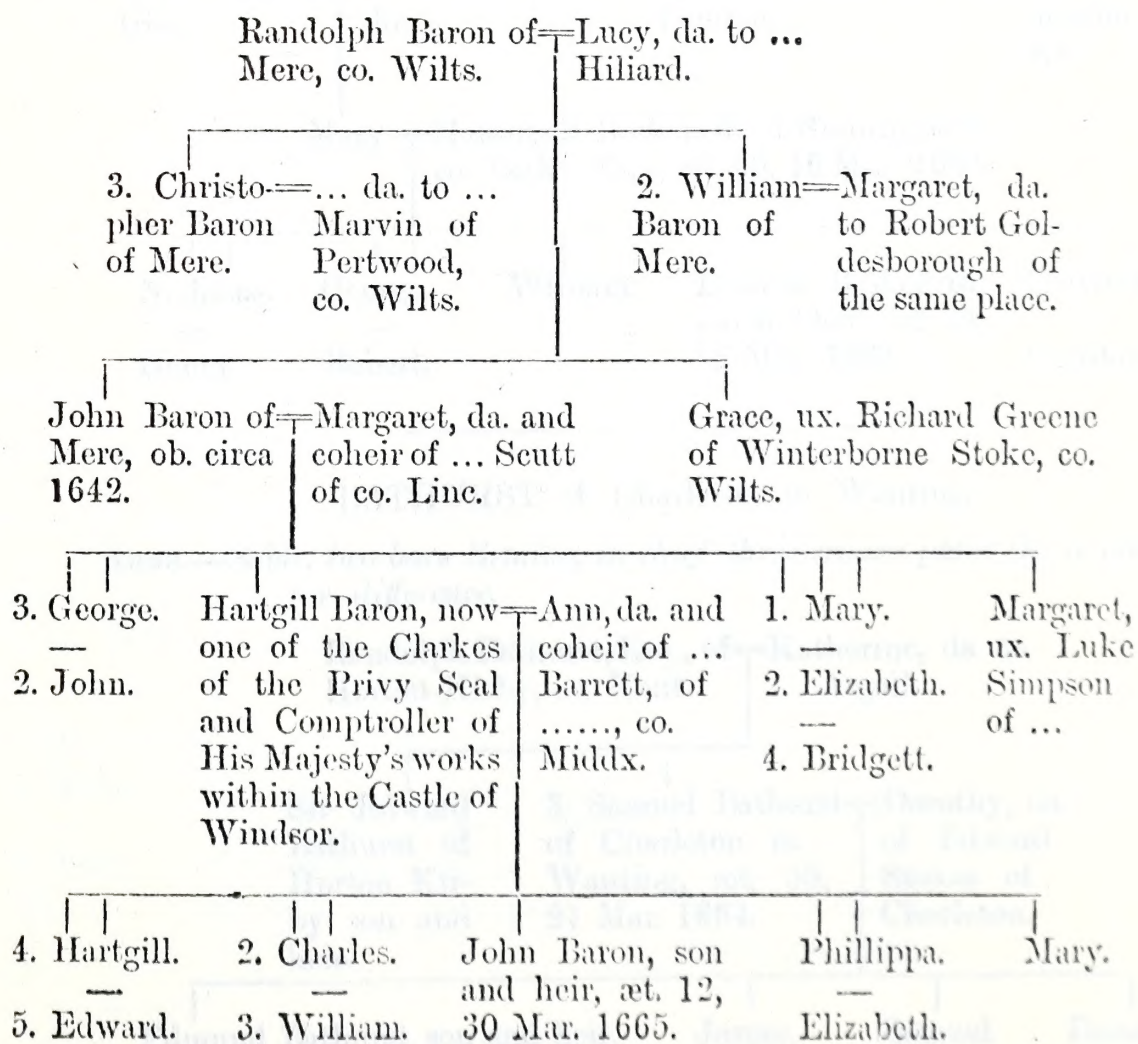 Randolph Baron of Lucy, da. to ...
Mere, co. Wilts. Hiliard.
3. Christo- ... da. to ...
pher Baron Marvin of
of Mere. Pertwood,
co. Wilts.
2. William Margaret, da.
Baron of to Robert Gol-
Mere. desborough of
the same place.
John Baron of Margaret, da. and
Mere, ob. circa coheir of ... Scutt
1642. of co. Linc.
Grace, ux. Richard Greene
of Winterborne Stoke, co.
Wilts.
3. George.
—
2. John.
Hartgill Baron, now
one of the Clarkes
of the Privy Seal
and Comptroller of
His Majesty's works
within the Castle of
Windsor.
Ann, da. and
coheir of ...
Barrett, of
......, co.
Middx.
1. Mary.
—
2. Elizabeth.
—
4. Bridgett.
Margaret,
ux. Luke
Simpson
of ...
4. Hartgill.
—
5. Edward.
2. Charles.
—
3. William.
John Baron, son
and heir, æt. 12,
30 Mar. 1665.
Phillippa.
—
Elizabeth.
Mary.